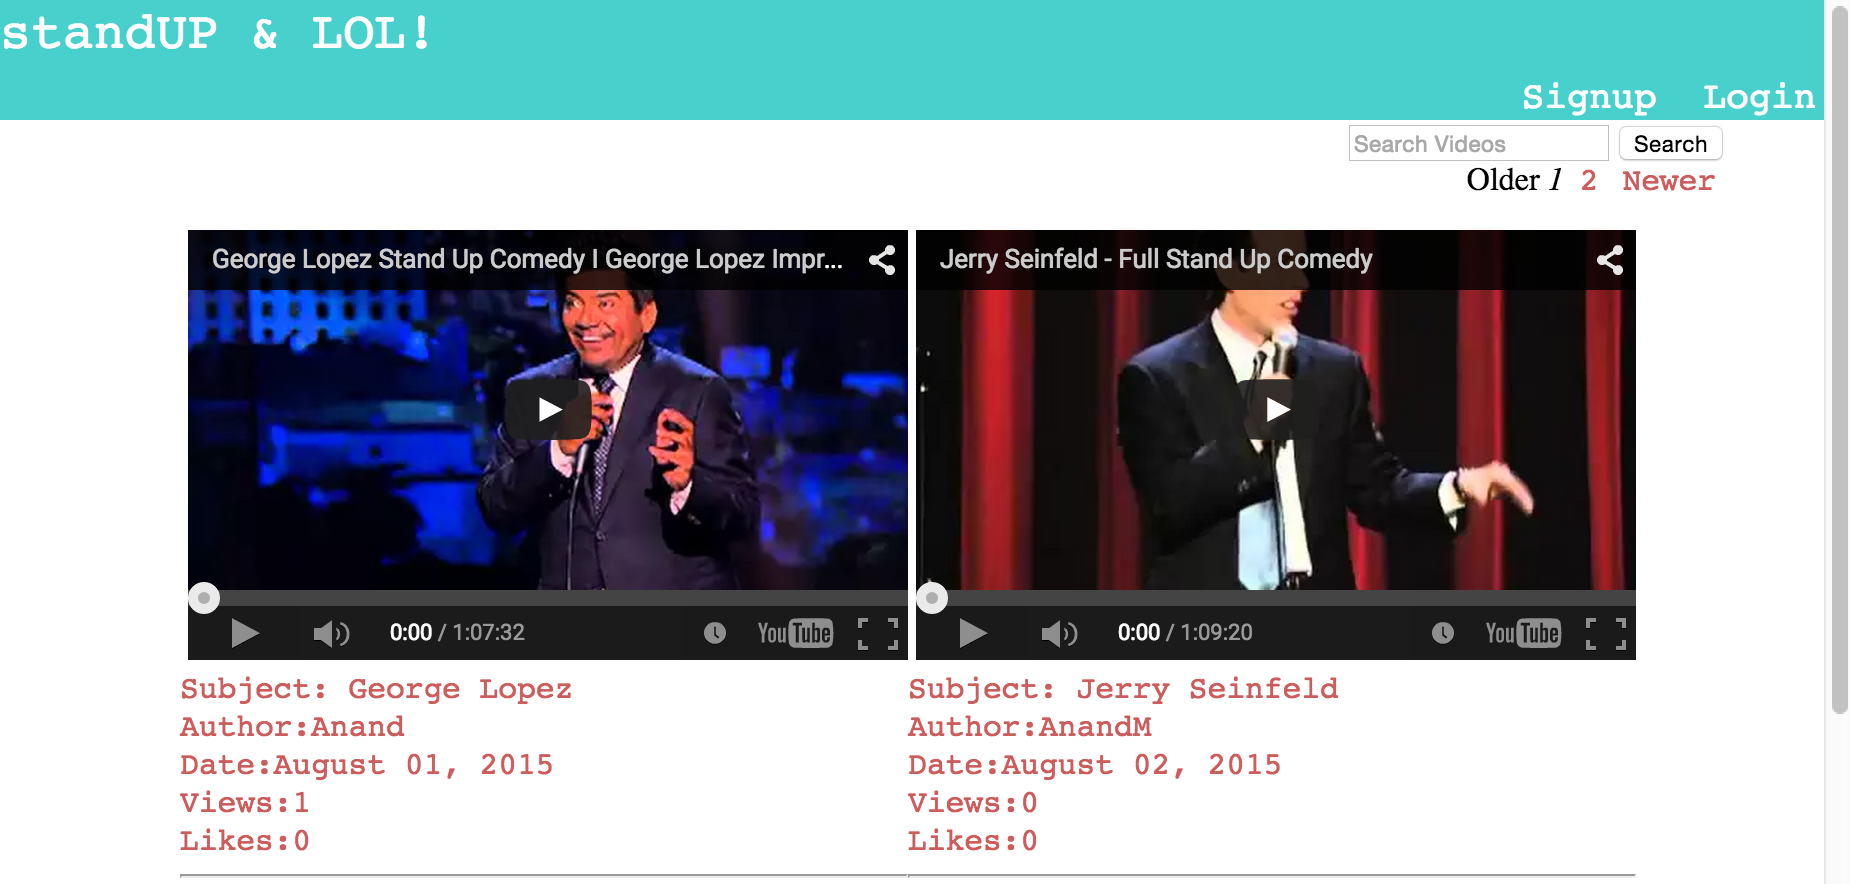 standUP & LOL!
Signup Login
Search Videos Search
Older 1 2 Newer
George Lopez Stand Up Comedy I George Lopez Impr...
Jerry Seinfeld - Full Stand Up Comedy
0:00 / 1:07:32 YouTube
0:00 / 1:09:20 YouTube
Subject: George Lopez
Author:Anand
Date:August 01, 2015
Views:1
Likes:0
Subject: Jerry Seinfeld
Author:AnandM
Date:August 02, 2015
Views:0
Likes:0